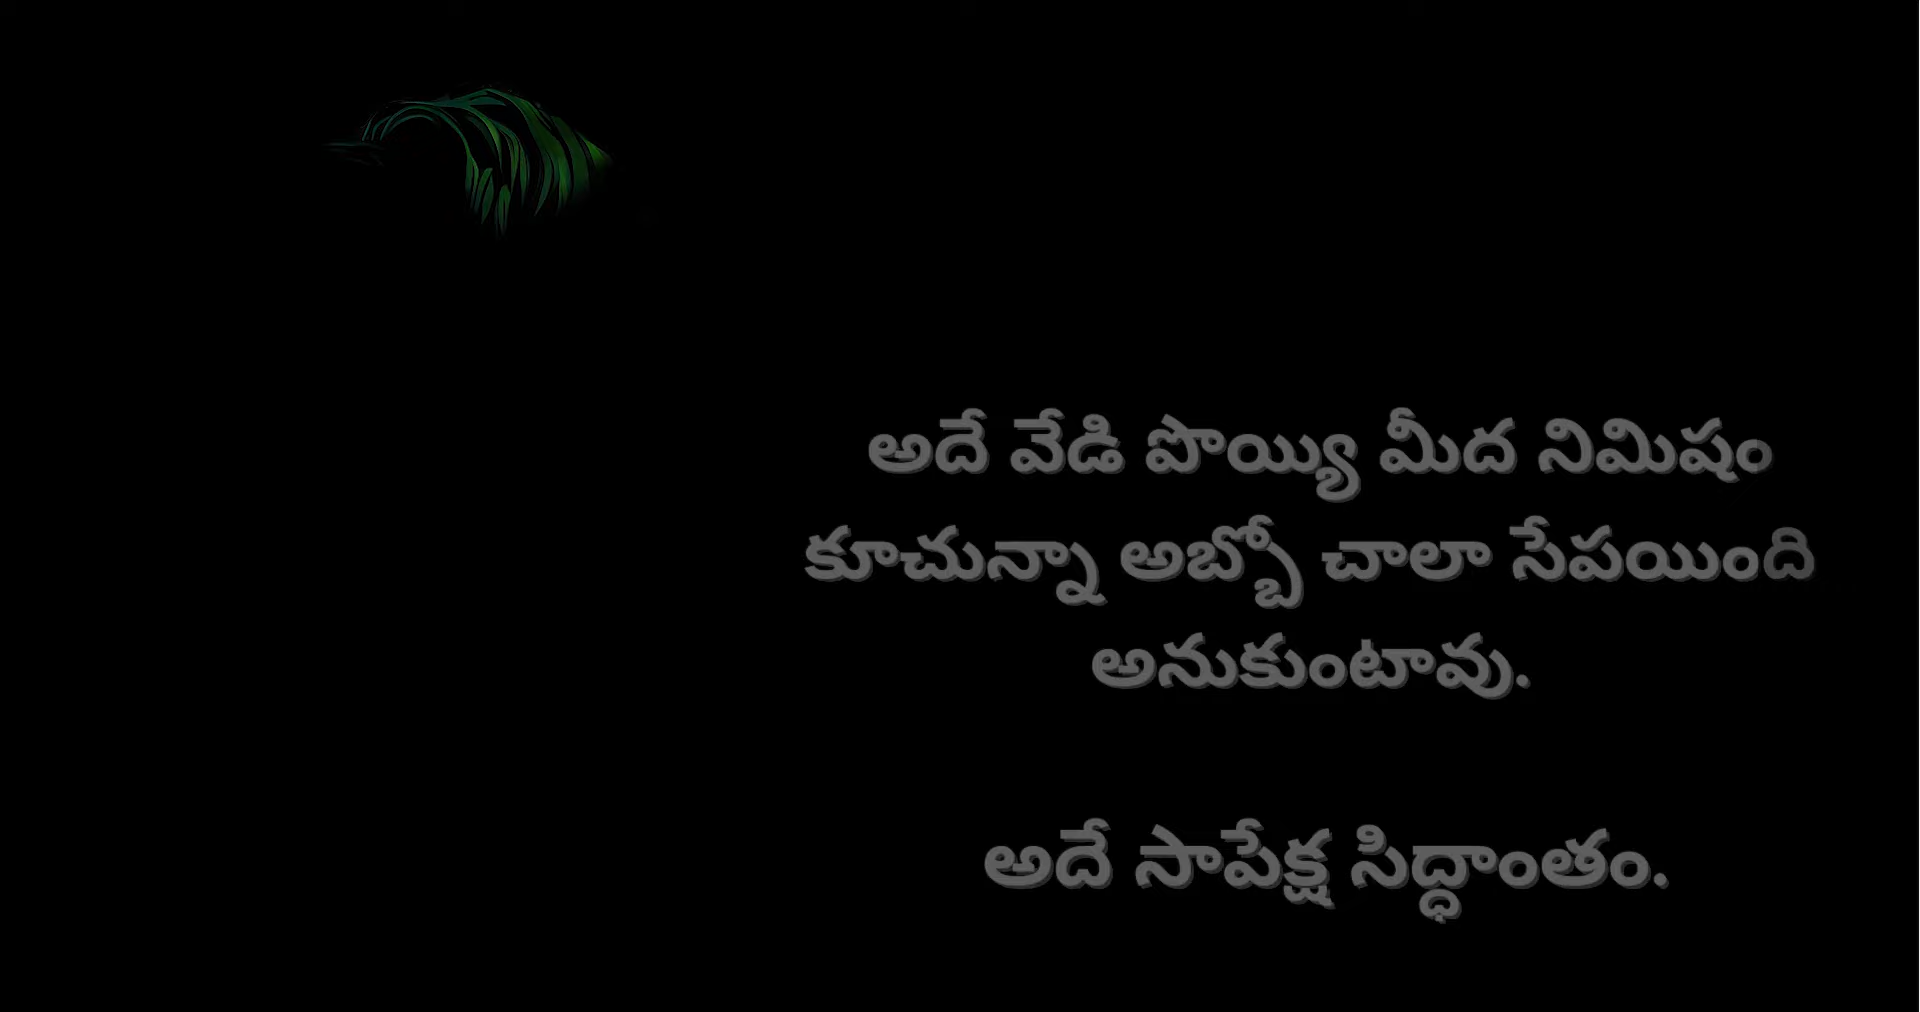 అదే వేడి పొయ్యి మీద నిమిషం
కూచున్నా అబ్బో చాలా సేపయింది
అనుకుంటావు.
అదే సాపేక్ష సిద్ధాంతం.